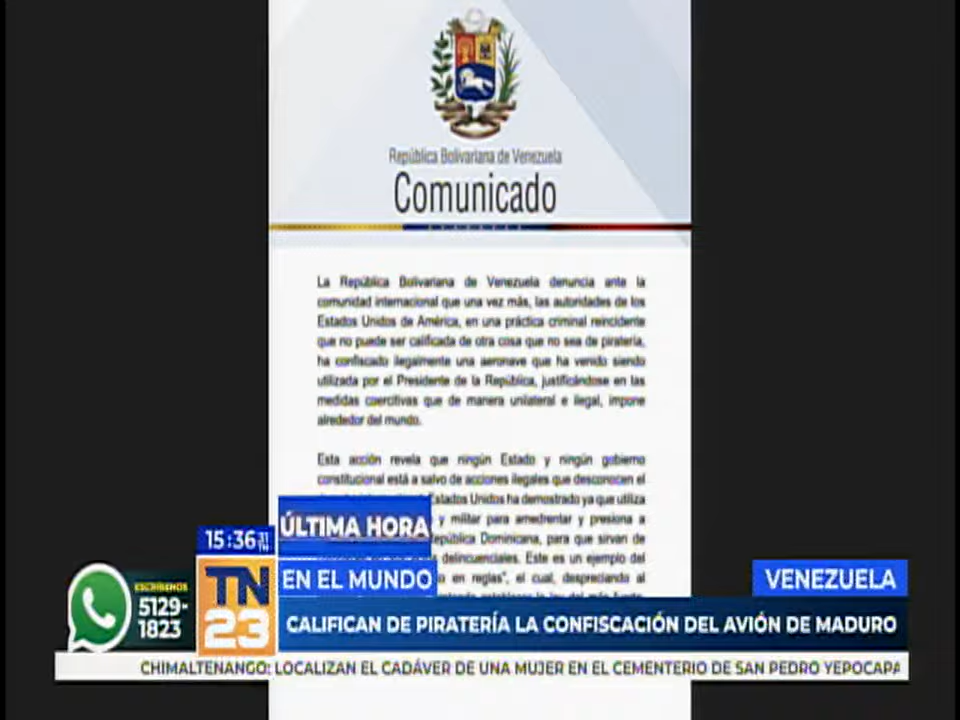 República Bolivariana de Venezuela
Comunicado
La República Bolivariana de Venezuela denuncia ante la
comunidad internacional que una vez más, las autoridades de los
Estados Unidos de América, en una práctica criminal reincidente
que no puede ser calificada de otra cosa que no sea de piratería,
ha confiscado ilegalmente una aeronave que ha venido siendo
utilizada por el Presidente de la República, justificándose en las
medidas coercitivas que de manera unilateral e ilegal, impone
alrededor del mundo.
Esta acción revela que ningún Estado y ningún gobierno
constitucional está a salvo de acciones ilegales que desconocen el
Estados Unidos ha demostrado ya que utiliza
y militar para amedrentar y presiona a
República Dominicana, para que sirvan de
delincuenciales. Este es un ejemplo del
o en reglas", el cual, despreciando al
ÚLTIMA HORA
15:36
EN EL MUNDO
VENEZUELA
ESCRÍBENOS
5129-
1823
TN
23
CALIFICAN DE PIRATERÍA LA CONFISCACIÓN DEL AVIÓN DE MADURO
CHIMALTENANGO: LOCALIZAN EL CADÁVER DE UNA MUJER EN EL CEMENTERIO DE SAN PEDRO YEPOCAPA